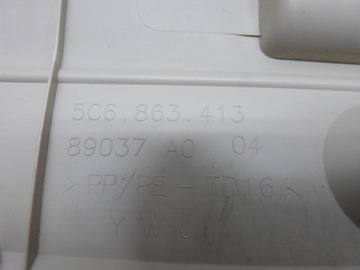 5C6.863.413
89037 A0 04
>PP/PE-TD16<
Y W J